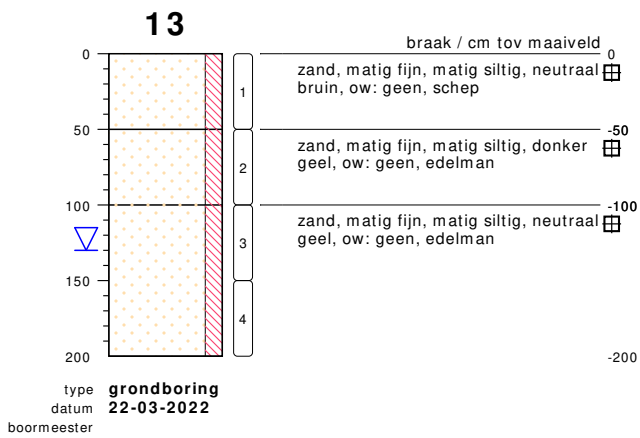 13
braak / cm tov maaiveld
0
0
zand, matig fijn, matig siltig, neutraal
bruin, ow: geen, schep
1
50
-50
zand, matig fijn, matig siltig, donker
geel, ow: geen, edelman
2
100
-100
zand, matig fijn, matig siltig, neutraal
geel, ow: geen, edelman
3
150
4
200
-200
type grondboring
datum 22-03-2022
boormeester